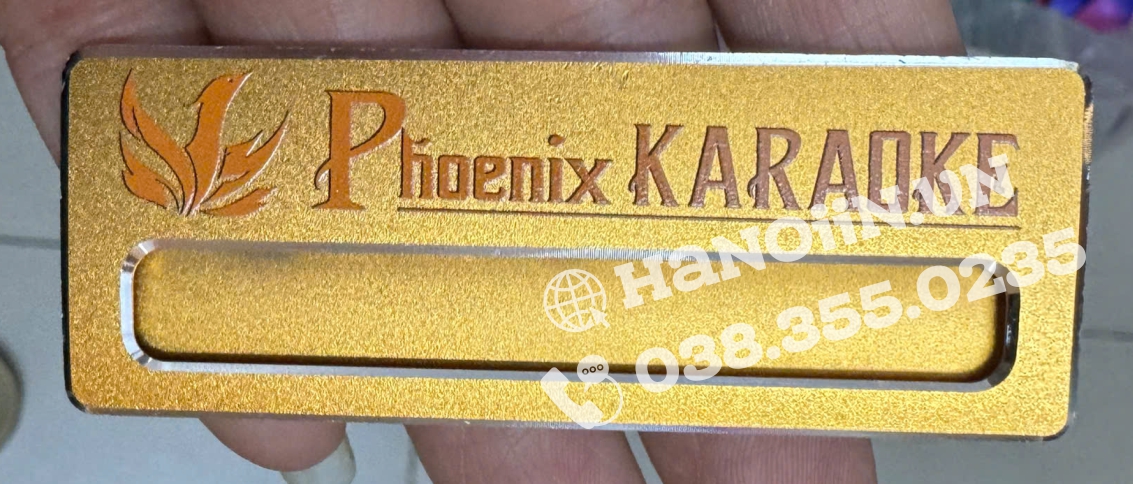 Phoenix KARAOKE
HaNOiiN.VN
038.355.0235